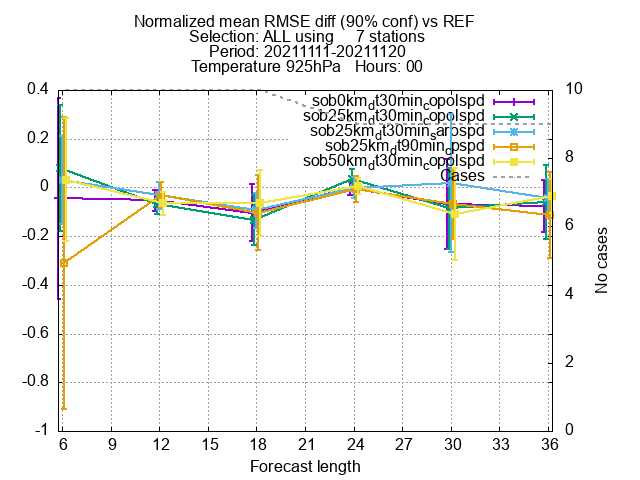 Normalized mean RMSE diff (90% conf) vs REF
Selection: ALL using 7 stations
Period: 20211111-20211120
Temperature 925hPa Hours: 00
0.4
0.2
0
-0.2
-0.4
-0.6
-0.8
-1
10
8
6
4
2
0
No cases
sob0km_dt30min_copolspd
sob25km_dt30min_copolspd
sob25km_dt30min_sarpspd
sob25km_dt90min_cpspd
sob50km_dt30min_copolspd
Cases
6 9 12 15 18 21 24 27 30 33 36
Forecast length